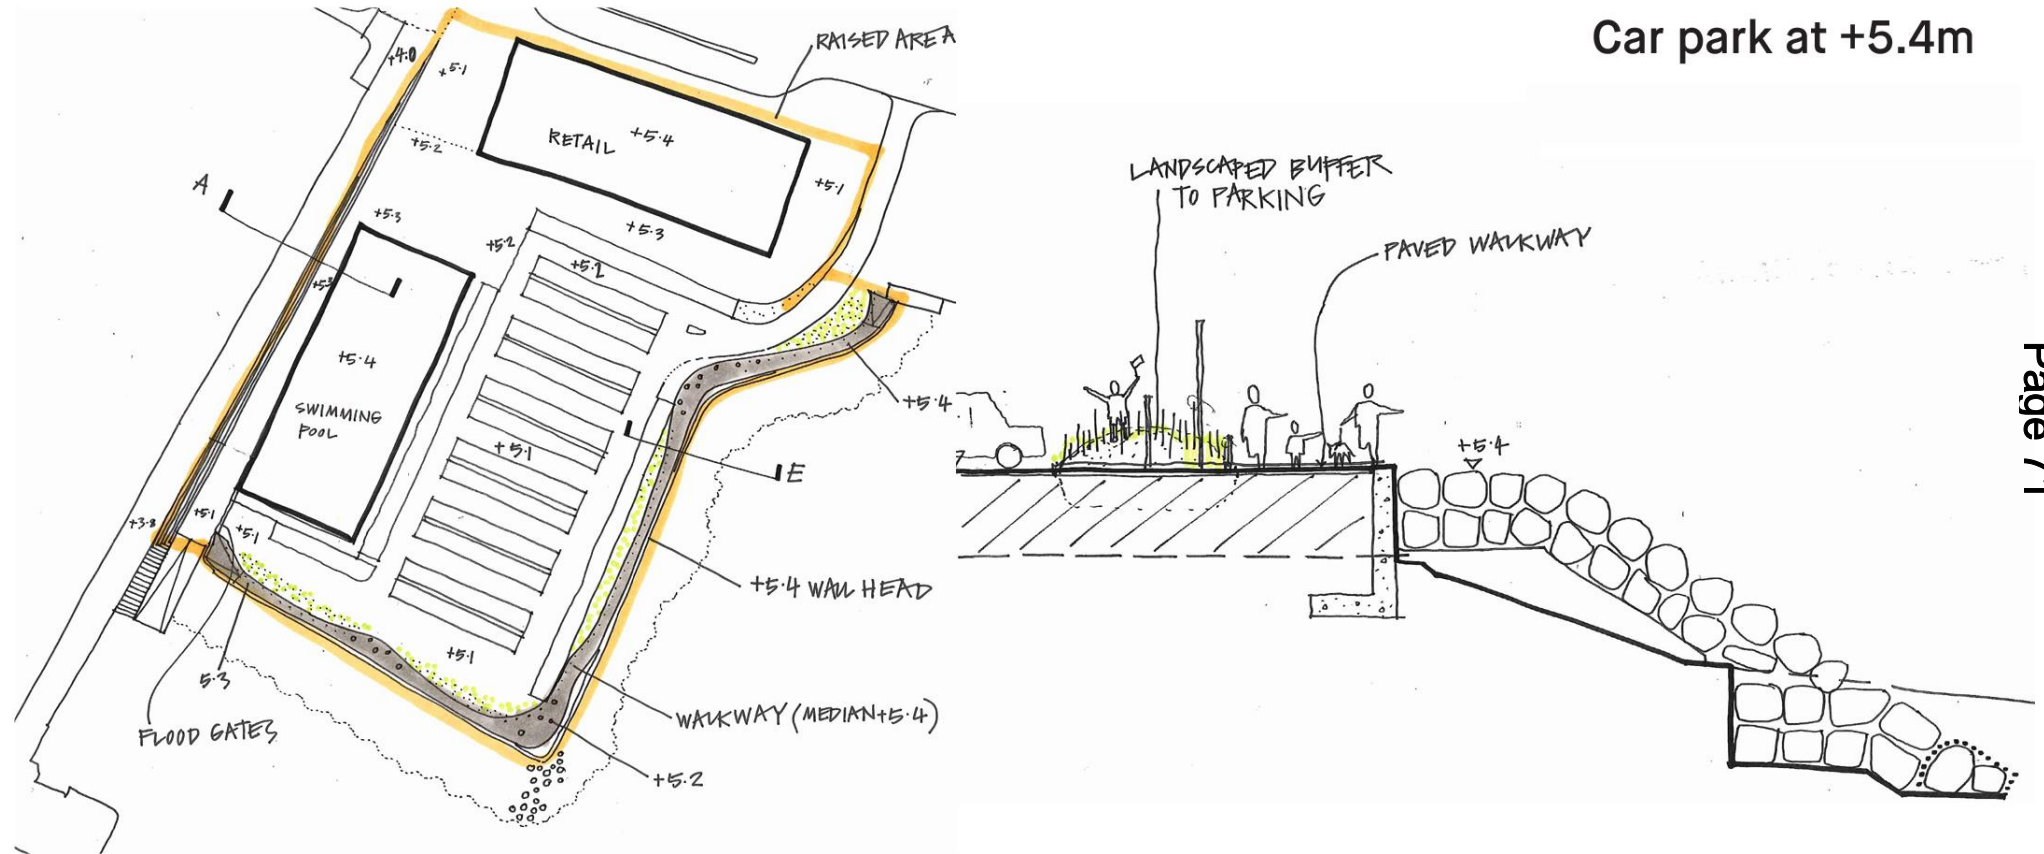 Car park at +5.4m
RAISED AREA
+4.0
+5.1
RETAIL +5.4
+5.2
+5.1
A
+5.3
+5.3
+5.2
+5.2
+5.4
SWIMMING
POOL
+5.4
+5.1
E
+3.8
+5.1
+5.1
+5.4 WALL HEAD
+5.1
5.3
WALKWAY (MEDIAN+5.4)
FLOOD GATES
+5.2
LANDSCAPED BUFFER
TO PARKING
PAVED WALKWAY
+5.4